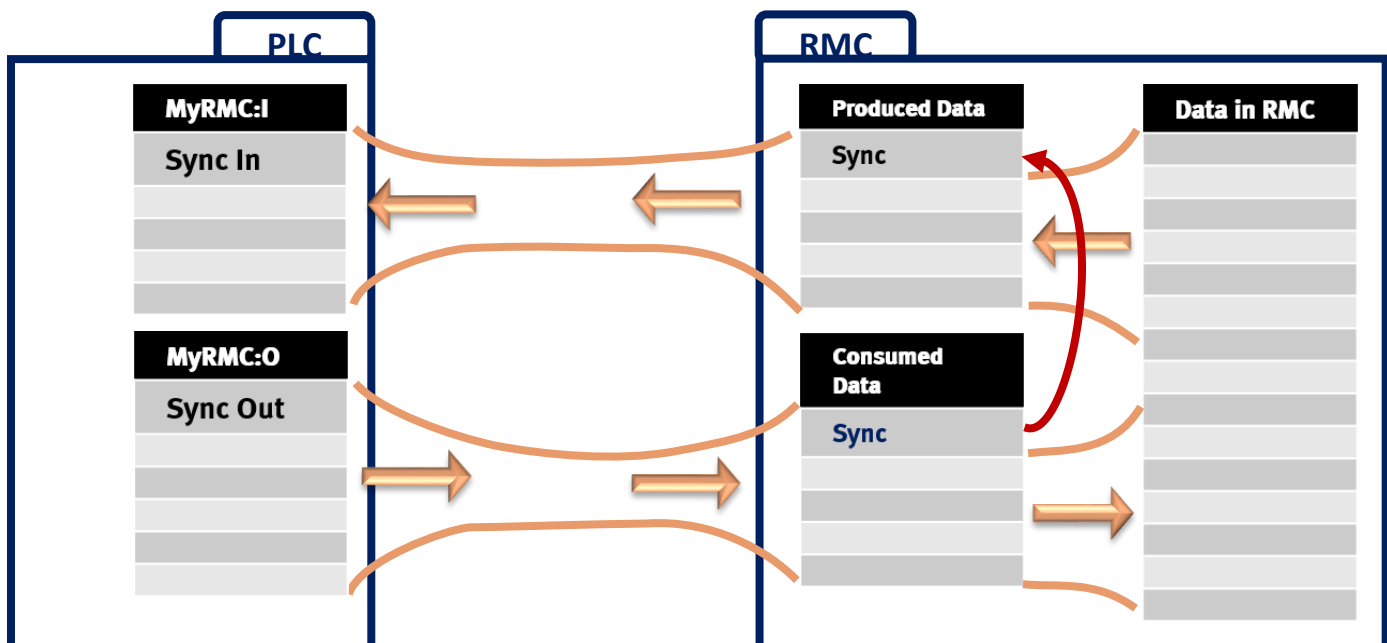 PLC
RMC
MyRMC:I
Sync In
MyRMC:O
Sync Out
Produced Data
Sync
Consumed
Data
Sync
Data in RMC